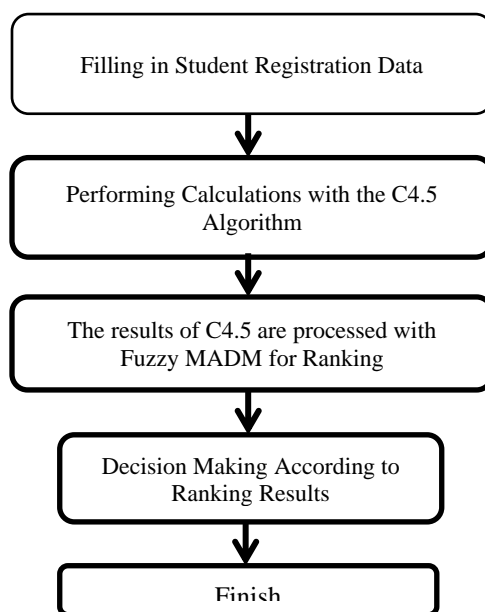 Filling in Student Registration Data
Performing Calculations with the C4.5
Algorithm
The results of C4.5 are processed with
Fuzzy MADM for Ranking
Decision Making According to
Ranking Results
Finish